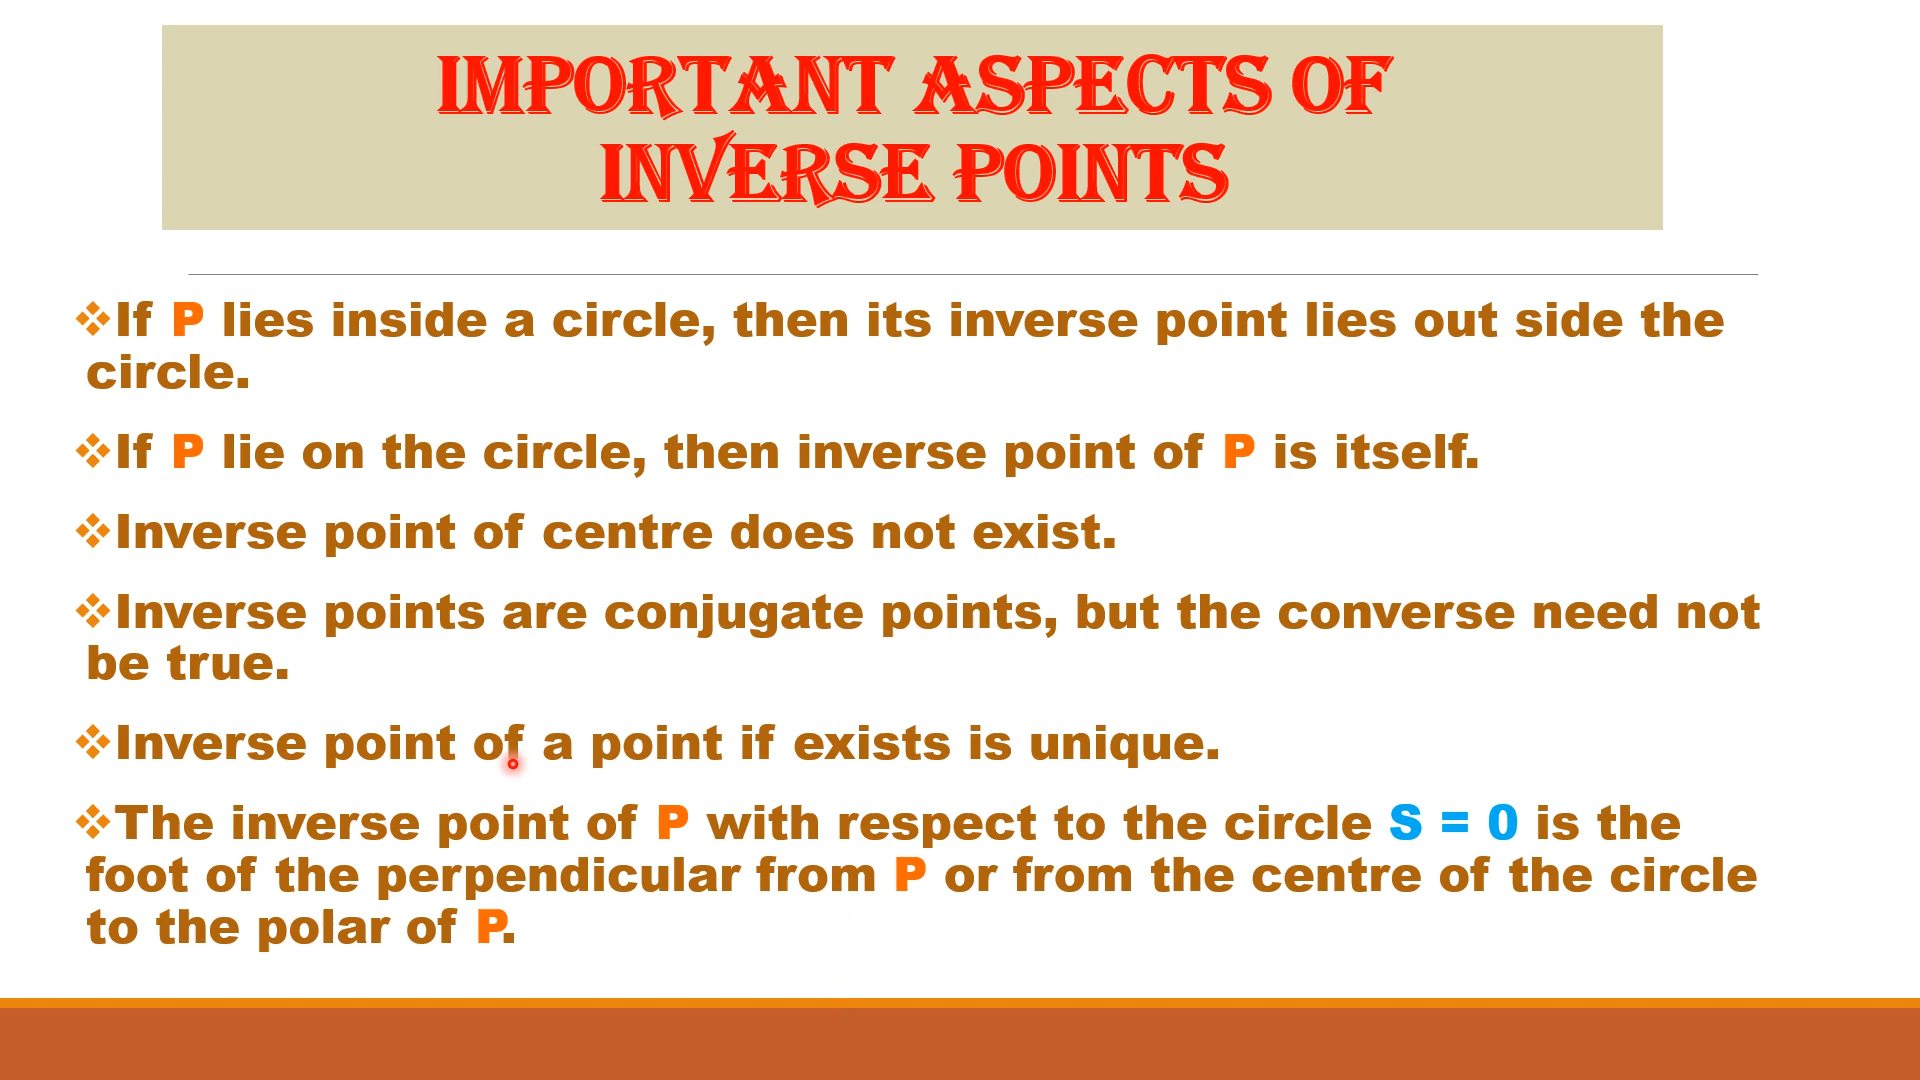 IMPORTANT ASPECTS OF
INVERSE POINTS
❖If P lies inside a circle, then its inverse point lies out side the
circle.
❖If P lie on the circle, then inverse point of P is itself.
❖Inverse point of centre does not exist.
❖Inverse points are conjugate points, but the converse need not
be true.
❖Inverse point of a point if exists is unique.
❖The inverse point of P with respect to the circle S = 0 is the
foot of the perpendicular from P or from the centre of the circle
to the polar of P.